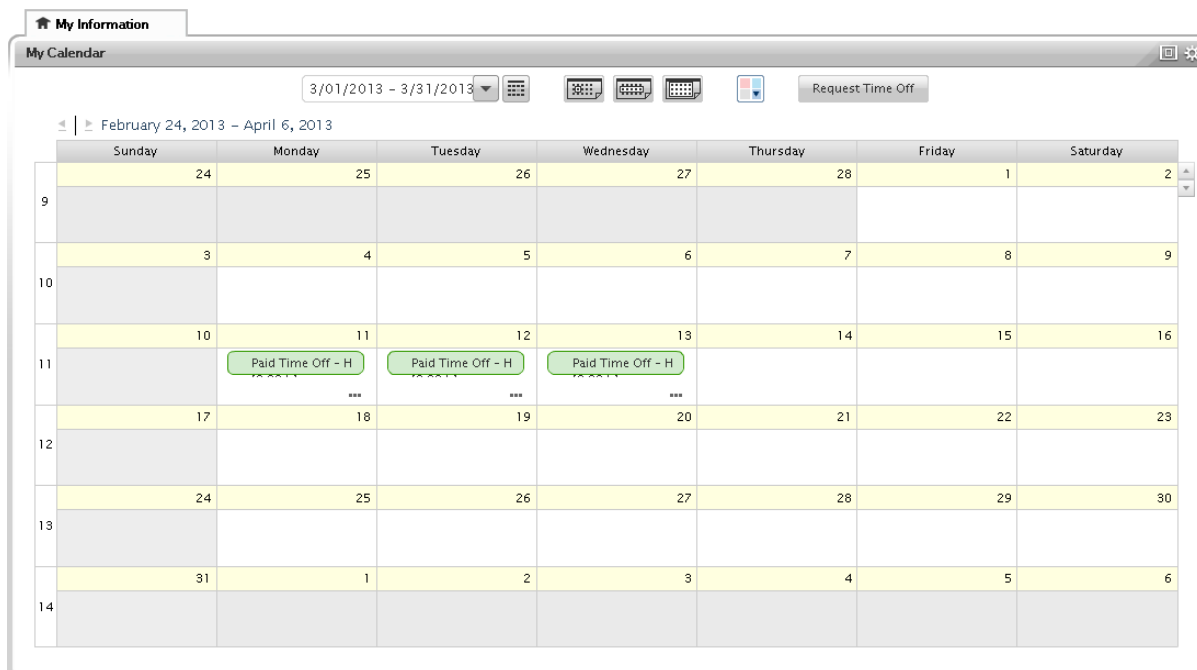 My Information
My Calendar
3/01/2013 - 3/31/2013
Request Time Off
February 24, 2013 - April 6, 2013
Sunday Monday Tuesday Wednesday Thursday Friday Saturday
24 25 26 27 28 1 2
9
3 4 5 6 7 8 9
10
10 11 12 13 14 15 16
11 Paid Time Off - H Paid Time Off - H Paid Time Off - H
17 18 19 20 21 22 23
12
24 25 26 27 28 29 30
13
31 1 2 3 4 5 6
14